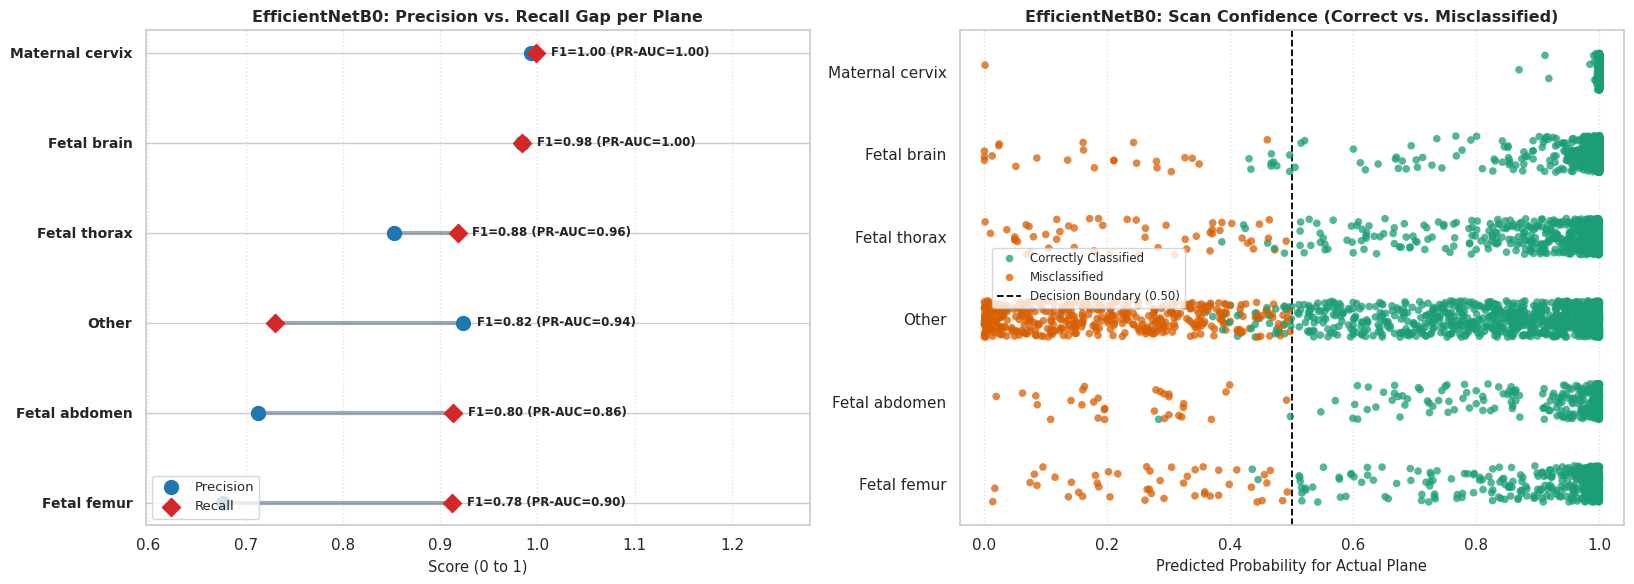 EfficientNetB0: Precision vs. Recall Gap per Plane
Maternal cervix
F1=1.00 (PR-AUC=1.00)
Fetal brain
F1=0.98 (PR-AUC=1.00)
Fetal thorax
F1=0.88 (PR-AUC=0.96)
Other
F1=0.82 (PR-AUC=0.94)
Fetal abdomen
F1=0.80 (PR-AUC=0.86)
Fetal femur
F1=0.78 (PR-AUC=0.90)
Precision
Recall
0.6 0.7 0.8 0.9 1.0 1.1 1.2
Score (0 to 1)
EfficientNetB0: Scan Confidence (Correct vs. Misclassified)
Maternal cervix
Fetal brain
Fetal thorax
Correctly Classified
Misclassified
Decision Boundary (0.50)
Other
Fetal abdomen
Fetal femur
0.0 0.2 0.4 0.6 0.8 1.0
Predicted Probability for Actual Plane